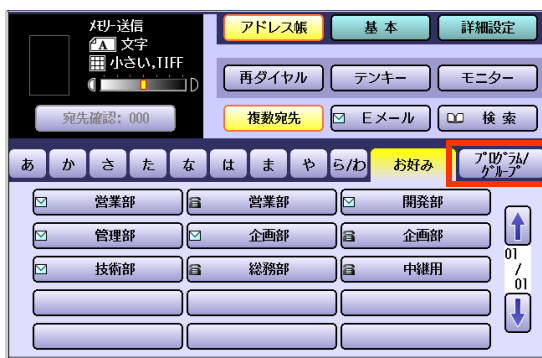 ﾒﾓﾘｰ送信
A 文字
小さい,TIFF
D
宛先確認: 000
アドレス帳
基本
詳細設定
再ダイヤル
テンキー
モニター
複数宛先
Eメール
検索
あ か さ た な は ま や ら/わ お好み ﾌﾟﾛｸﾞﾗﾑ/
ｸﾞﾙｰﾌﾟ
営業部 営業部 開発部
管理部 企画部 企画部
技術部 総務部 中継用
01
/
01